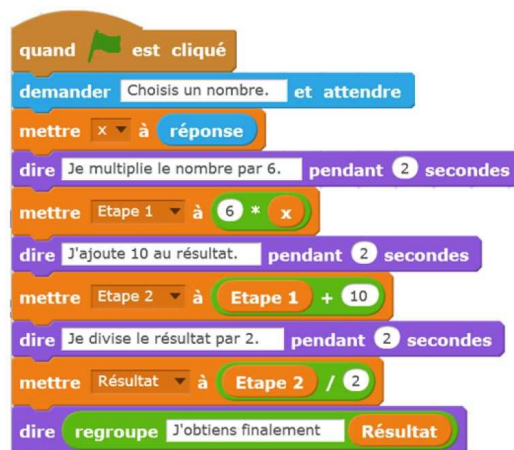 quand est cliqué
demander Choisis un nombre. et attendre
mettre x à réponse
dire Je multiplie le nombre par 6. pendant 2 secondes
mettre Etape 1 à 6 * x
dire J'ajoute 10 au résultat. pendant 2 secondes
mettre Etape 2 à Etape 1 + 10
dire Je divise le résultat par 2. pendant 2 secondes
mettre Résultat à Etape 2 / 2
dire regroupe J'obtiens finalement Résultat